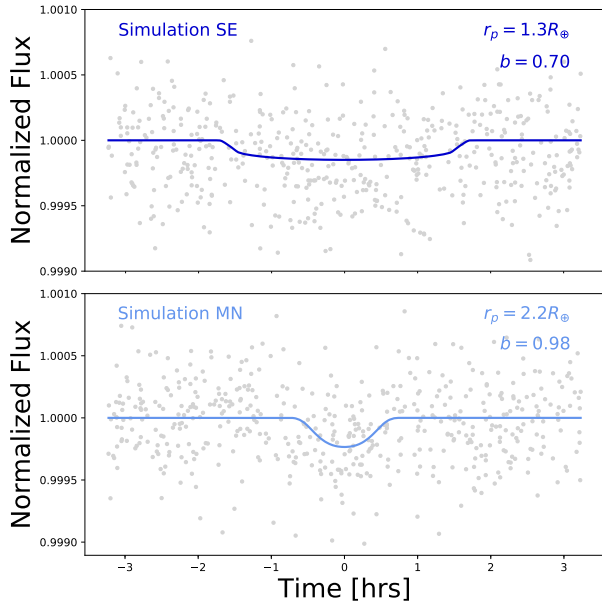 1.0010
Simulation SE
r_p = 1.3R_⊕
b = 0.70
1.0005
1.0000
0.9995
0.9990
Normalized Flux
1.0010
Simulation MN
r_p = 2.2R_⊕
b = 0.98
1.0005
1.0000
0.9995
0.9990
Normalized Flux
−3 −2 −1 0 1 2 3
Time [hrs]